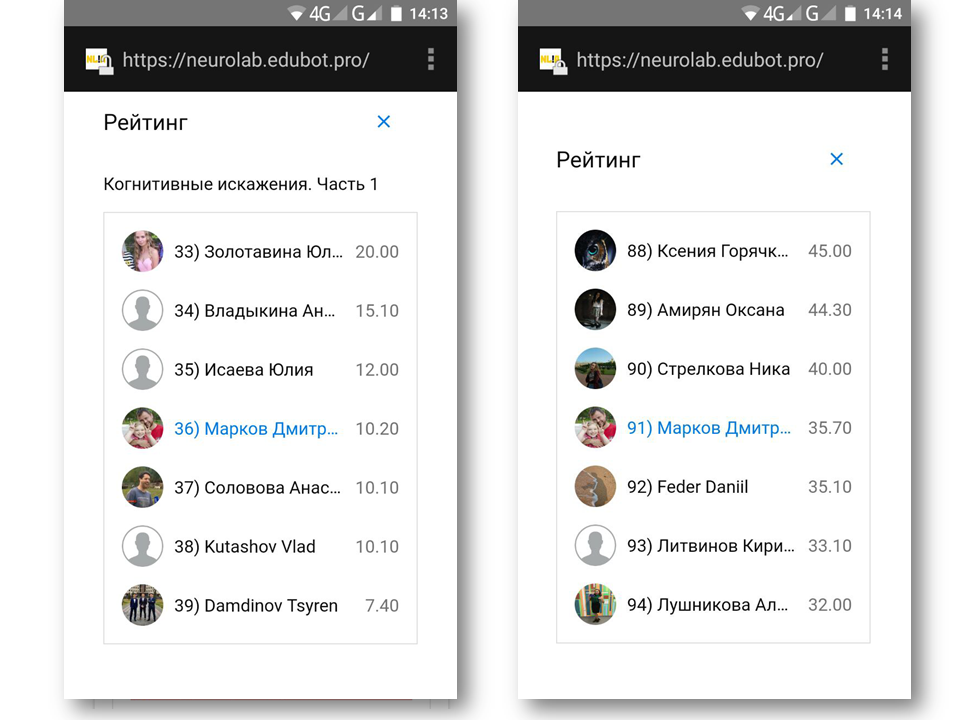 4G G 14:13
https://neurolab.edubot.pro/
Рейтинг
Когнитивные искажения. Часть 1
33) Золотавина Юл... 20.00
34) Владыкина Ан... 15.10
35) Исаева Юлия 12.00
36) Марков Дмитр... 10.20
37) Соловова Анас... 10.10
38) Kutashov Vlad 10.10
39) Damdinov Tsyren 7.40
4G G 14:14
https://neurolab.edubot.pro/
Рейтинг
88) Ксения Горячк... 45.00
89) Амирян Оксана 44.30
90) Стрелкова Ника 40.00
91) Марков Дмитр... 35.70
92) Feder Daniil 35.10
93) Литвинов Кири... 33.10
94) Лушникова Ал... 32.00